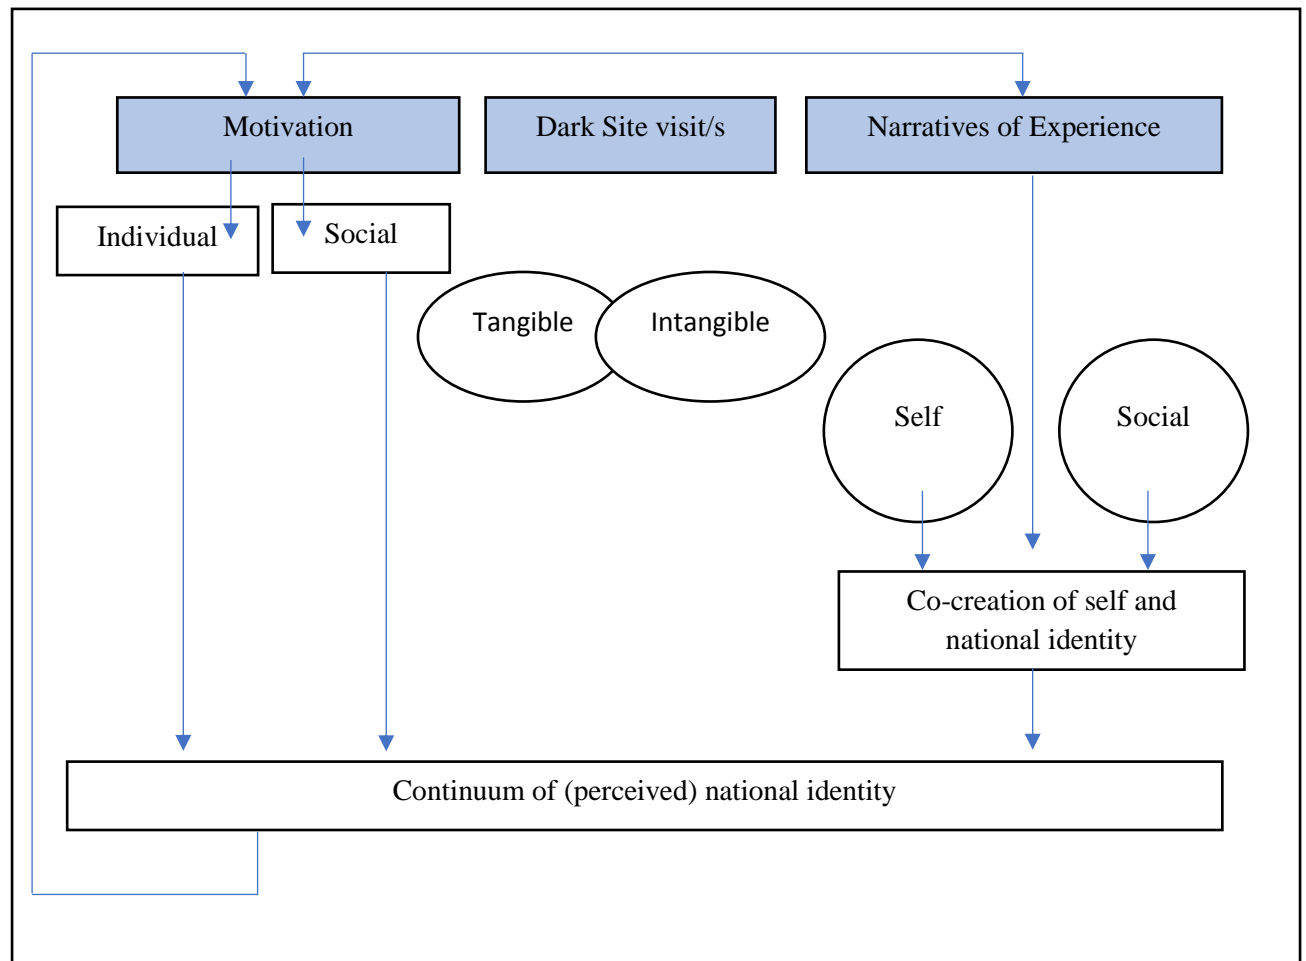 Motivation
Dark Site visit/s
Narratives of Experience
Individual
Social
Tangible
Intangible
Self
Social
Co-creation of self and
national identity
Continuum of (perceived) national identity